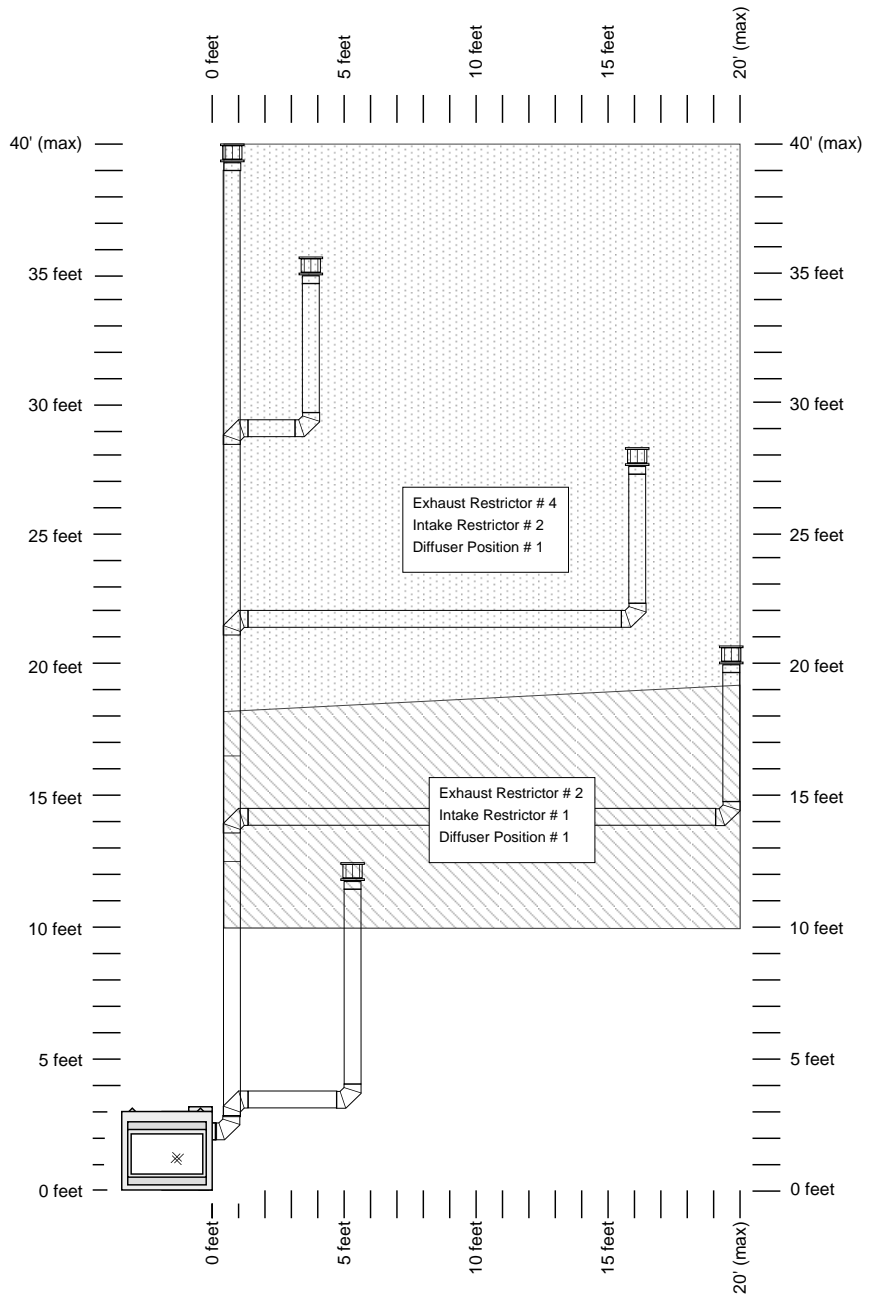 0 feet
5 feet
10 feet
15 feet
20' (max)
40' (max)
40' (max)
35 feet
35 feet
30 feet
30 feet
Exhaust Restrictor # 4
Intake Restrictor # 2
Diffuser Position # 1
25 feet
25 feet
20 feet
20 feet
Exhaust Restrictor # 2
Intake Restrictor # 1
Diffuser Position # 1
15 feet
15 feet
10 feet
10 feet
5 feet
5 feet
0 feet
0 feet
0 feet
5 feet
10 feet
15 feet
20' (max)